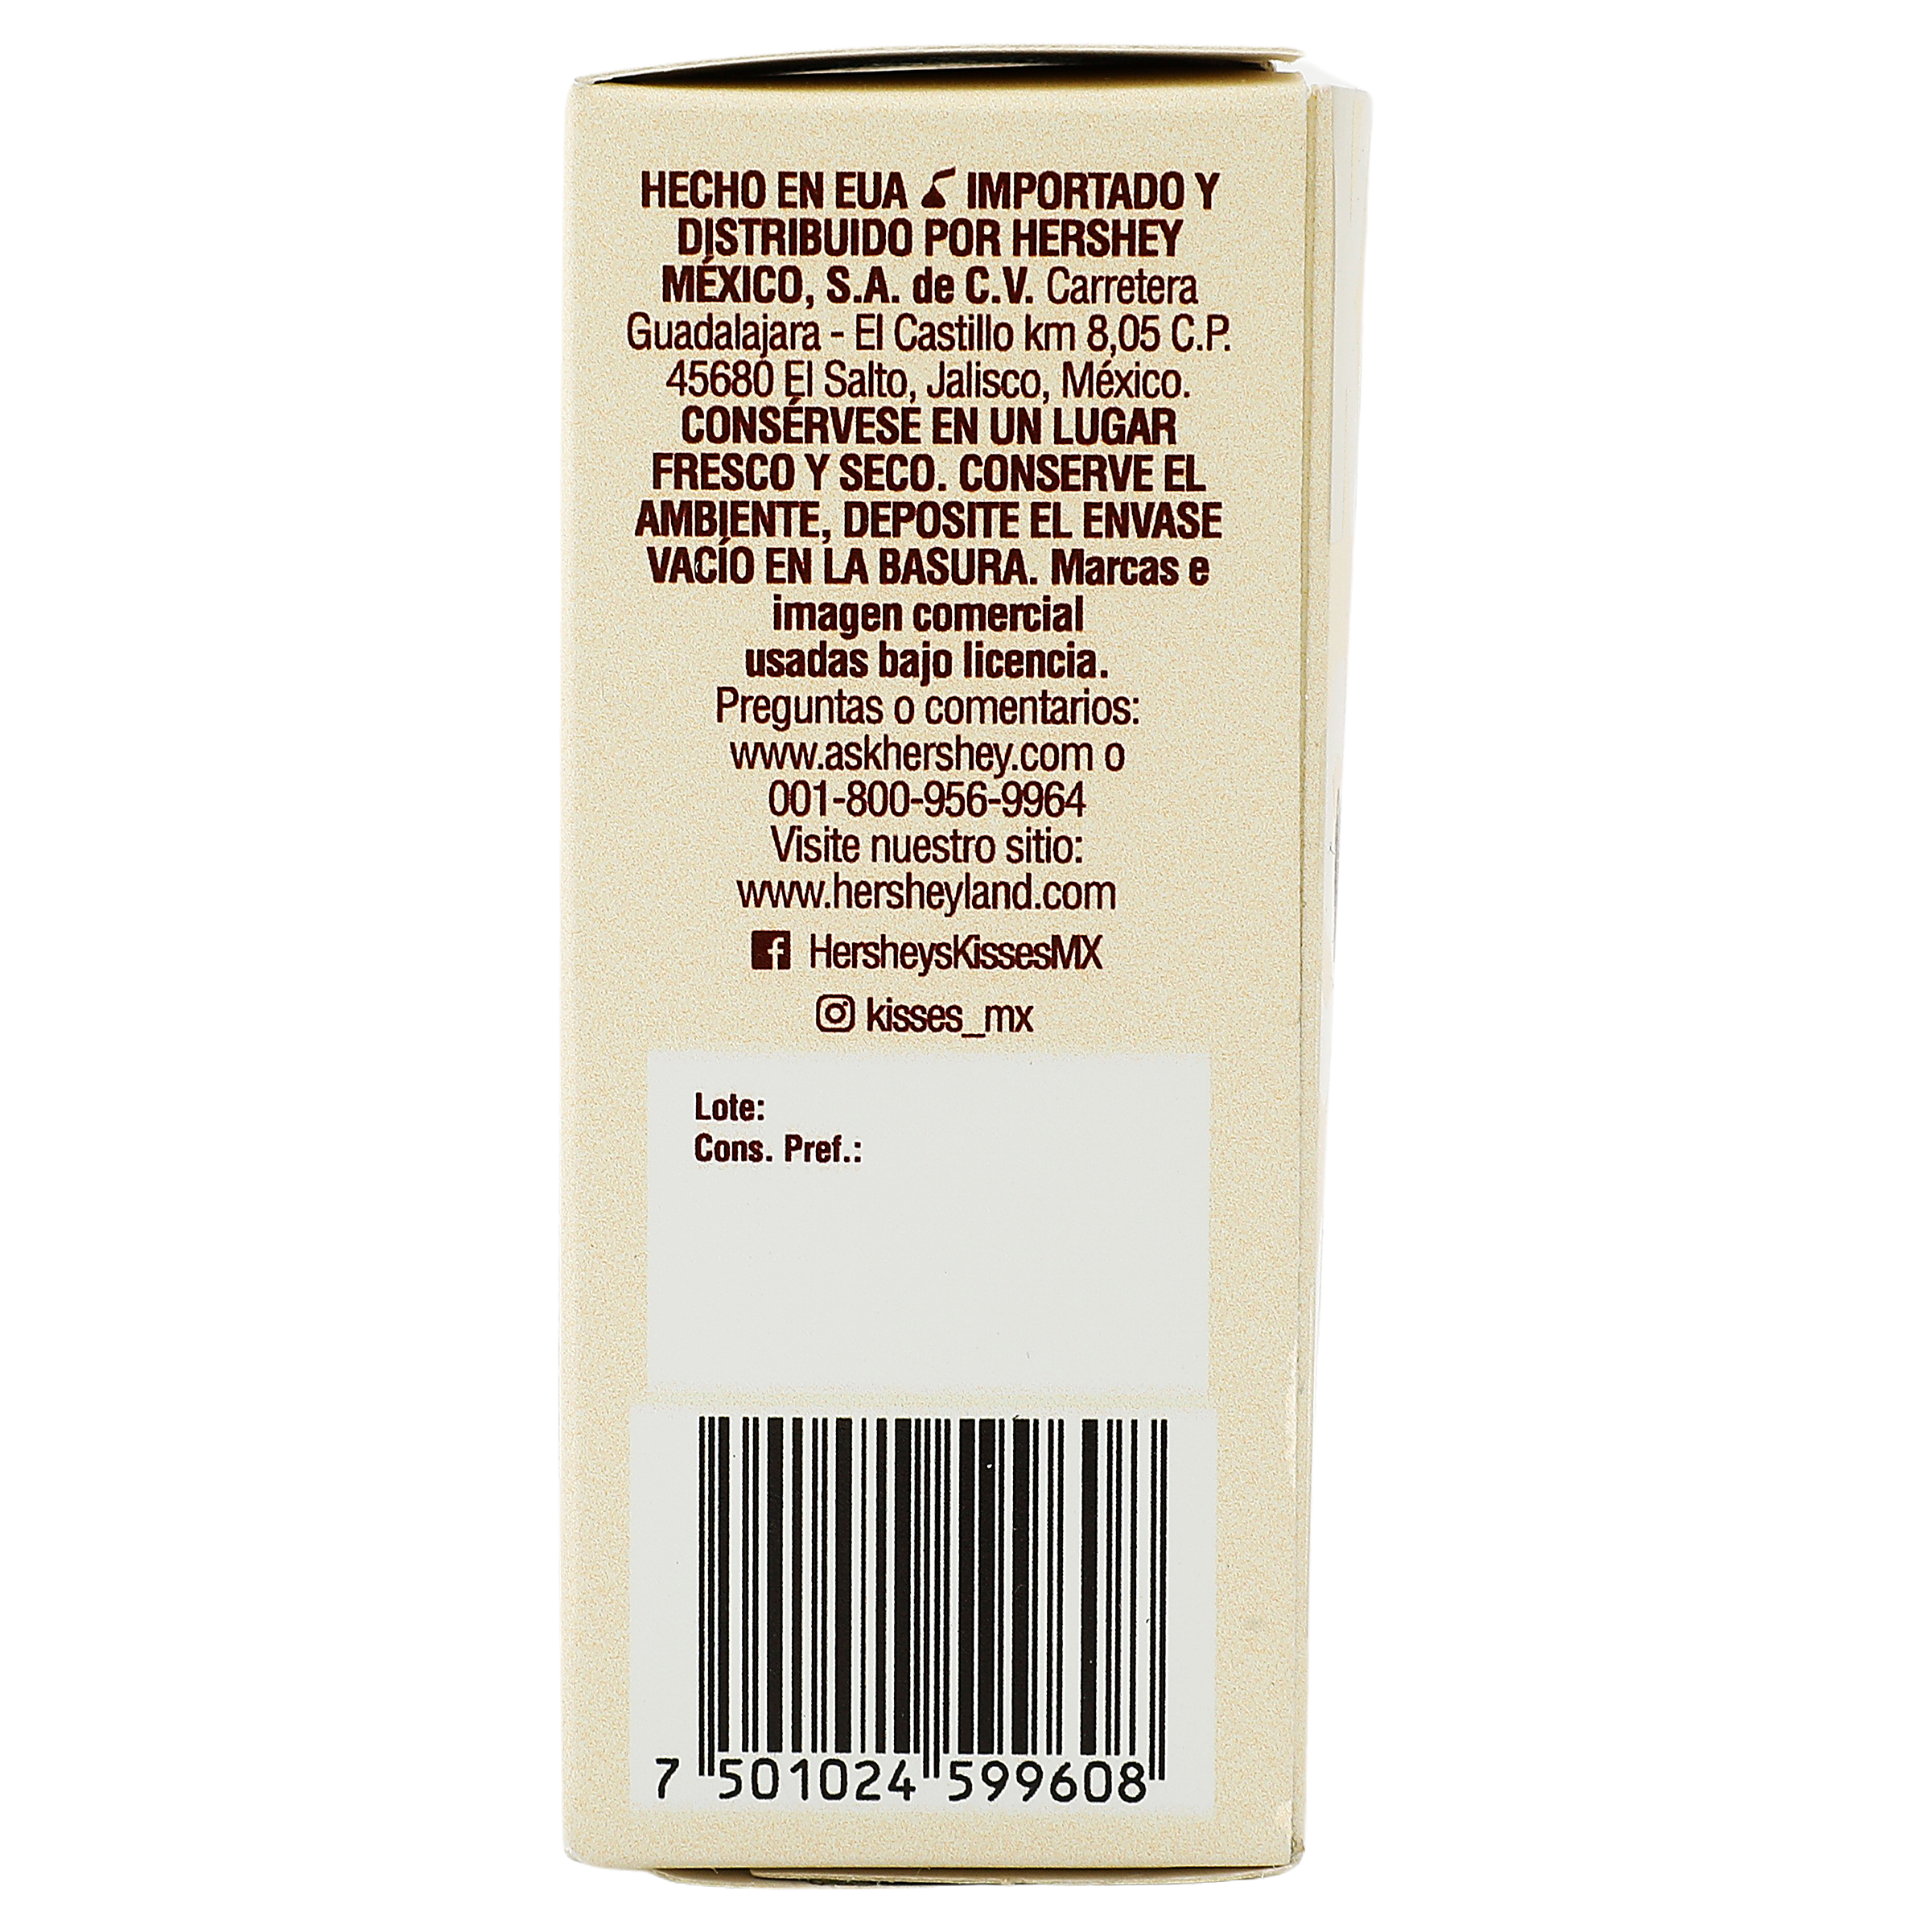 HECHO EN EUA IMPORTADO Y
DISTRIBUIDO POR HERSHEY
MÉXICO, S.A. de C.V. Carretera
Guadalajara - El Castillo km 8,05 C.P.
45680 El Salto, Jalisco, México.
CONSÉRVESE EN UN LUGAR
FRESCO Y SECO. CONSERVE EL
AMBIENTE, DEPOSITE EL ENVASE
VACÍO EN LA BASURA. Marcas e
imagen comercial
usadas bajo licencia.
Preguntas o comentarios:
www.askhershey.com o
001-800-956-9964
Visite nuestro sitio:
www.hersheyland.com
HersheysKissesMX
kisses_mx
Lote:
Cons. Pref.:
7 501024 599608